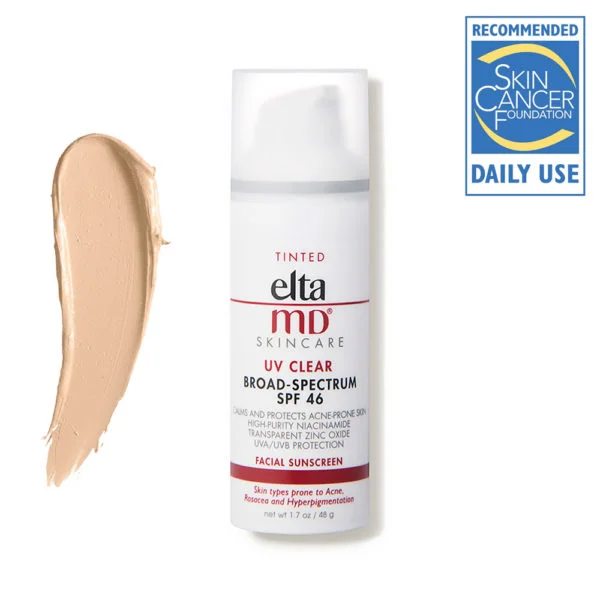 RECOMMENDED
SKIN
CANCER
FOUNDATION
DAILY USE
TINTED
elta
MD®
SKINCARE
UV CLEAR
BROAD-SPECTRUM
SPF 46
CALMS AND PROTECTS ACNE-PRONE SKIN
HIGH-PURITY NIACINAMIDE
TRANSPARENT ZINC OXIDE
UVA/UVB PROTECTION
FACIAL SUNSCREEN
Skin types prone to Acne,
Rosacea and Hyperpigmentation
net wt 1.7 oz / 48 g